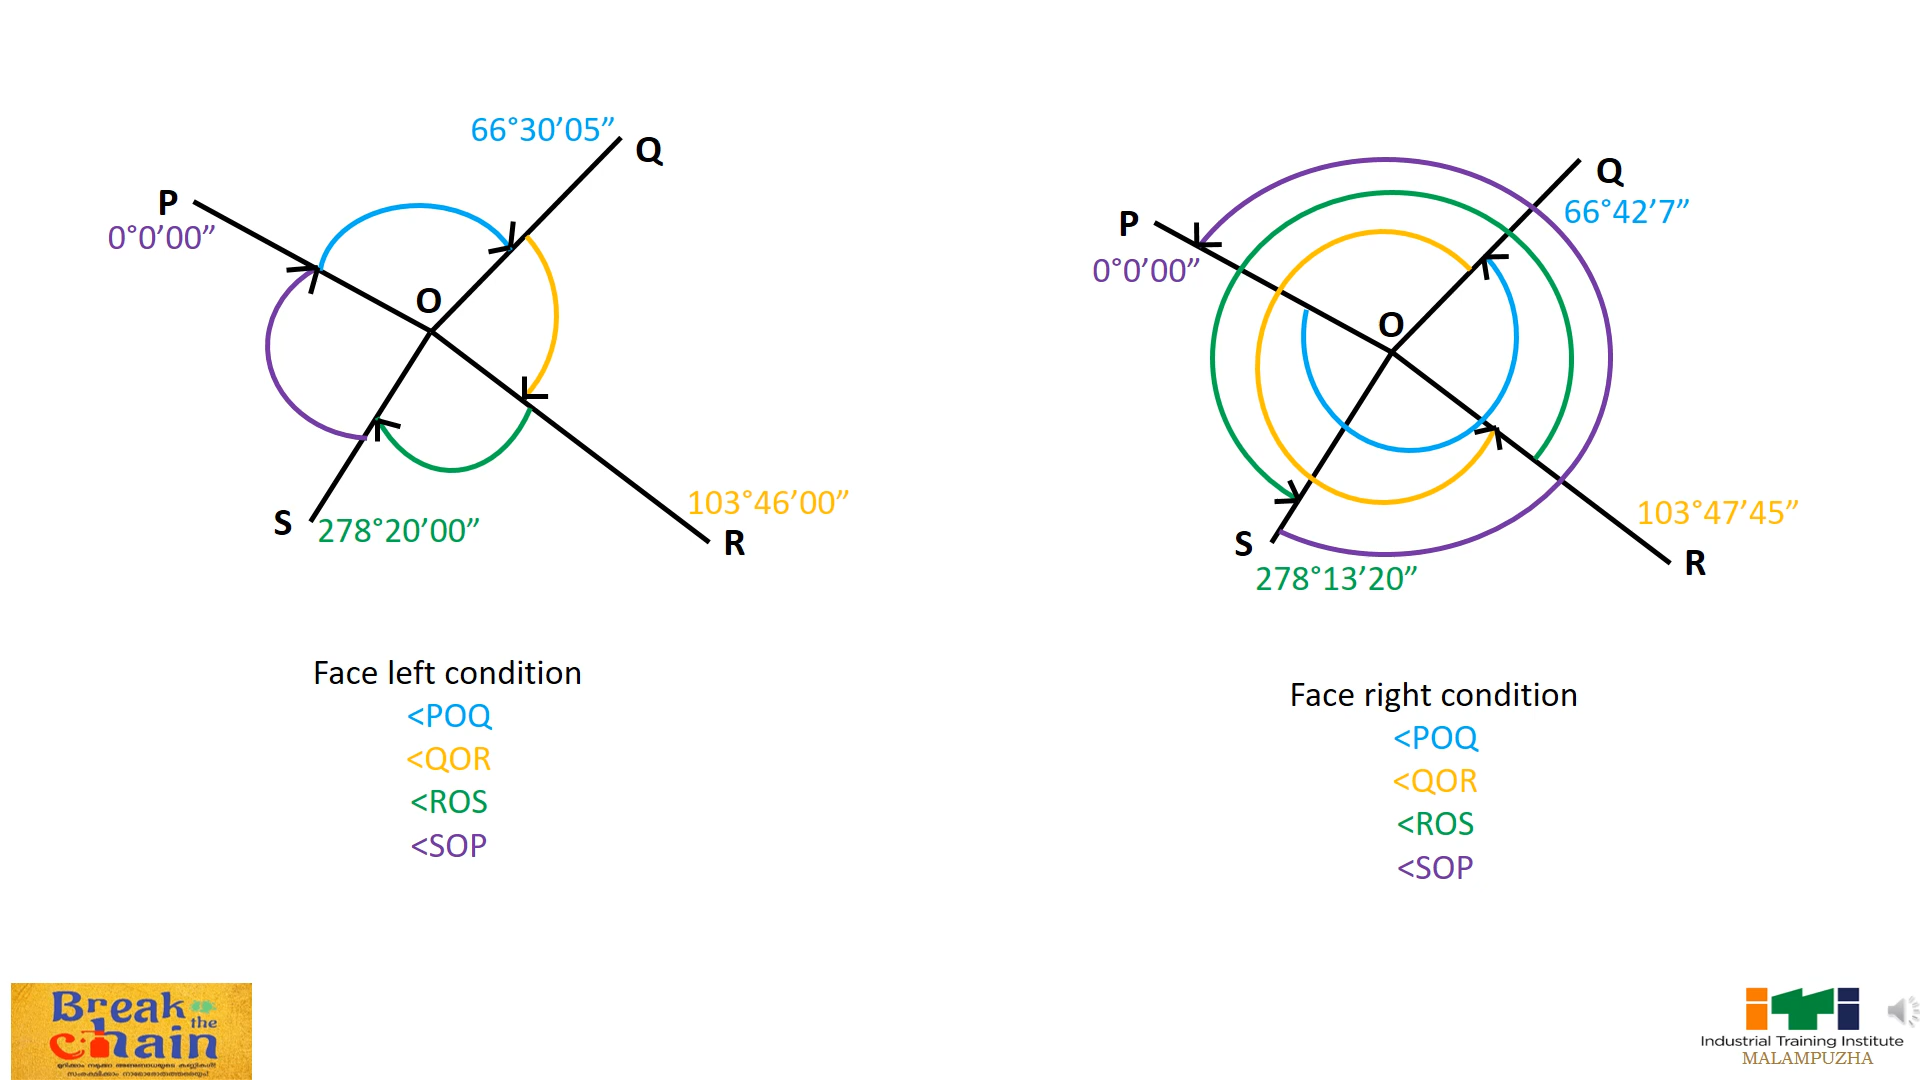 66°30’05”
Q
P
0°0’00”
O
103°46’00”
S
278°20’00”
R
Face left condition
<POQ
<QOR
<ROS
<SOP
Q
66°42’7”
P
0°0’00”
O
103°47’45”
S
R
278°13’20”
Face right condition
<POQ
<QOR
<ROS
<SOP
Break
the
chain
iti
Industrial Training Institute
MALAMPUZHA